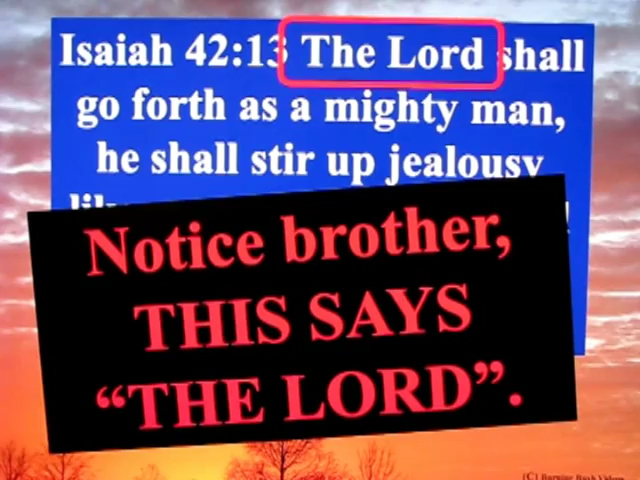 Isaiah 42:13 The Lord shall
go forth as a mighty man,
he shall stir up jealousy
Notice brother,
THIS SAYS
“THE LORD”.